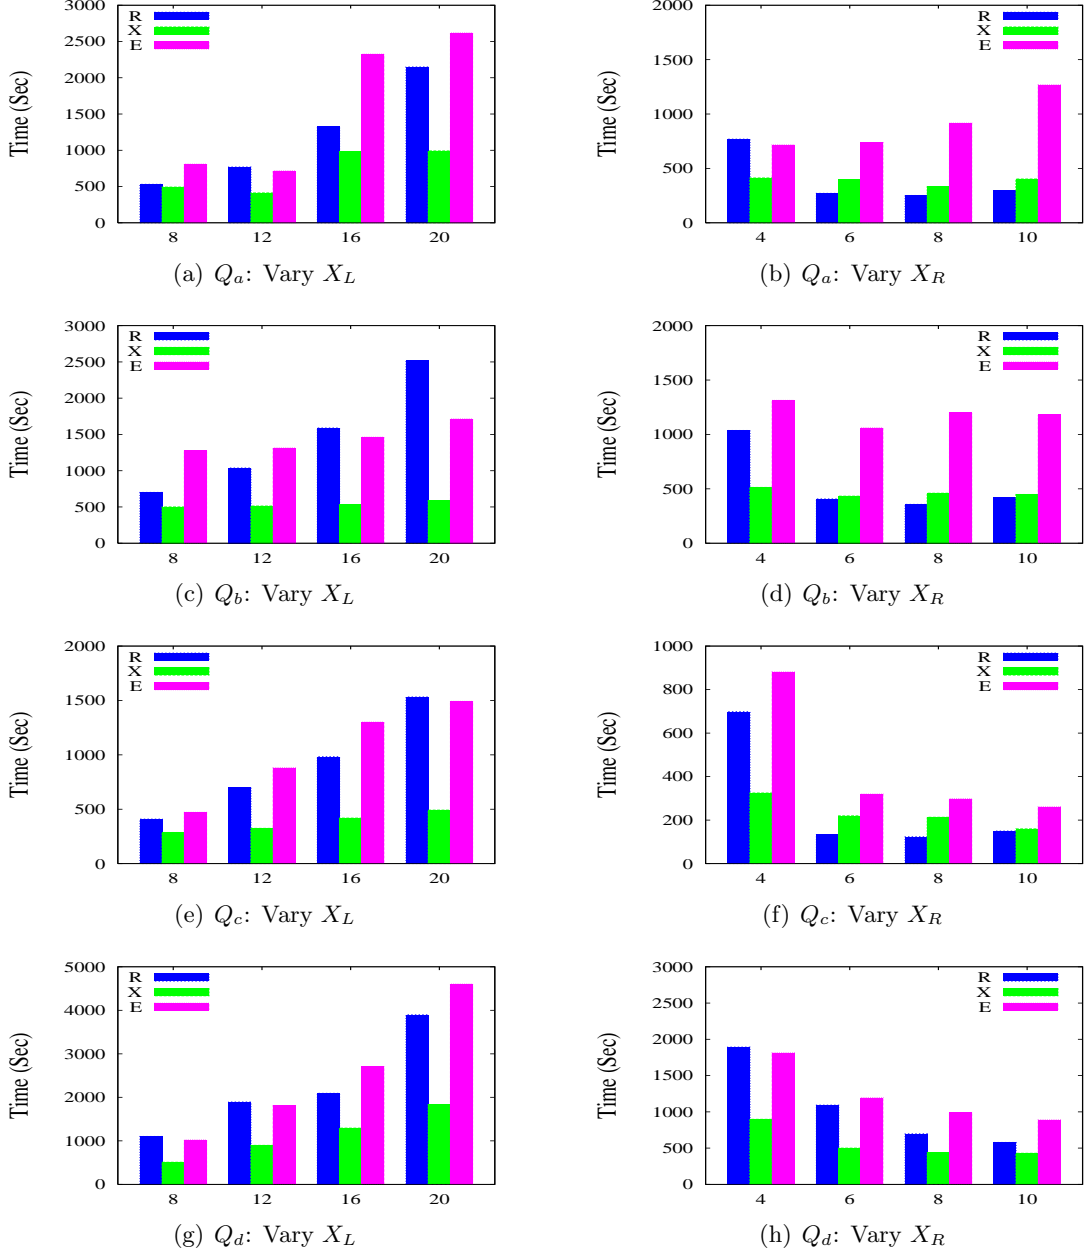 Time (Sec)
3000
2500
2000
1500
1000
500
0
R
X
E
8 12 16 20
(a) Qa: Vary XL
Time (Sec)
2000
1500
1000
500
0
R
X
E
4 6 8 10
(b) Qa: Vary XR
Time (Sec)
3000
2500
2000
1500
1000
500
0
R
X
E
8 12 16 20
(c) Qb: Vary XL
Time (Sec)
2000
1500
1000
500
0
R
X
E
4 6 8 10
(d) Qb: Vary XR
Time (Sec)
2000
1500
1000
500
0
R
X
E
8 12 16 20
(e) Qc: Vary XL
Time (Sec)
1000
800
600
400
200
0
R
X
E
4 6 8 10
(f) Qc: Vary XR
Time (Sec)
5000
4000
3000
2000
1000
0
R
X
E
8 12 16 20
(g) Qd: Vary XL
Time (Sec)
3000
2500
2000
1500
1000
500
0
R
X
E
4 6 8 10
(h) Qd: Vary XR